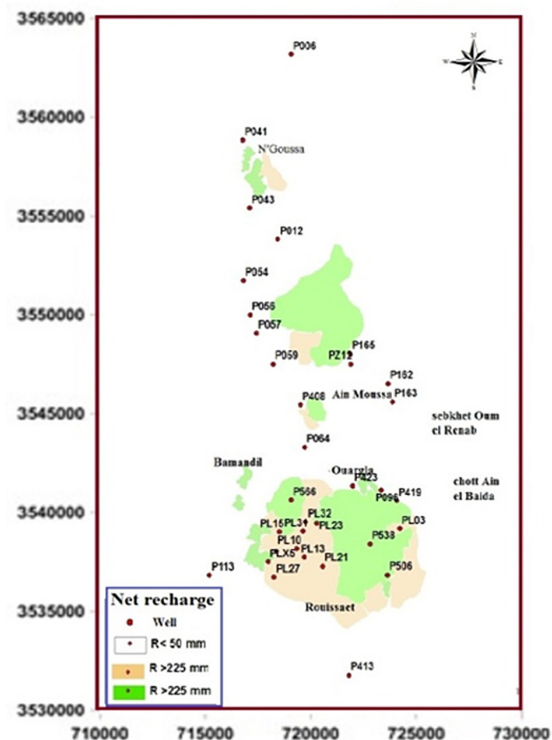 3565000
N
W E
S
P006
3560000
P041
N'Goussa
3555000
P043
P012
P054
3550000
P056
P057
P165
P059
PZ12
P162
Ain Moussa
P163
P408
3545000
sebkhet Oum
el Renab
P064
Bamandil
Ouargla
P423
chott Ain
el Baida
P566
P096
P419
3540000
PL32
PL15
PL31
PL23
PL03
PL10
P538
PLX5
PL13
PL27
PL21
P506
P113
3535000
Rouissaet
Net recharge
Well
R< 50 mm
R >225 mm
R >225 mm
P413
3530000
710000 715000 720000 725000 730000